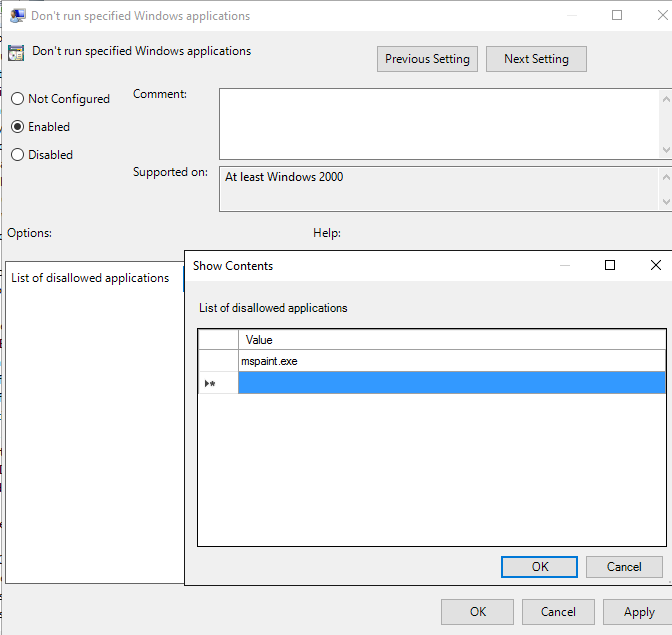 Don't run specified Windows applications
Don't run specified Windows applications
Previous Setting
Next Setting
Not Configured
Comment:
Enabled
Disabled
Supported on:
At least Windows 2000
Options:
Help:
List of disallowed applications
Show Contents
List of disallowed applications
Value
mspaint.exe
OK
Cancel
OK
Cancel
Apply